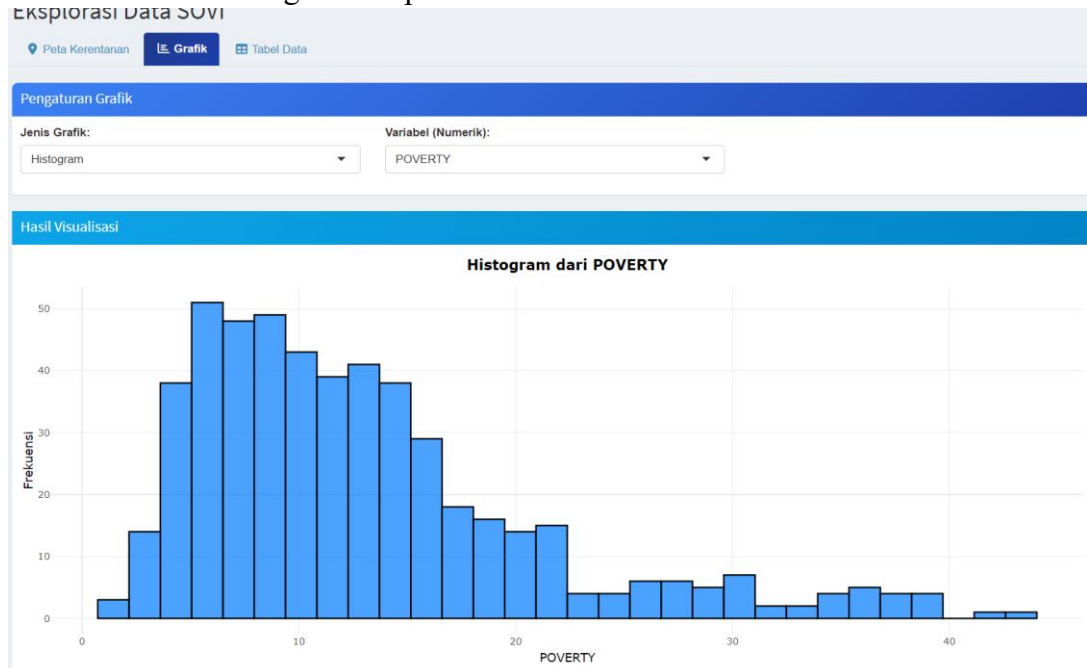 Eksplorasi Data SOVI
Peta Kerentanan Grafik Tabel Data
Pengaturan Grafik
Jenis Grafik: Variabel (Numerik):
Histogram POVERTY
Hasil Visualisasi
Histogram dari POVERTY
50
40
30
20
10
0
Frekuensi
0 10 20 30 40
POVERTY